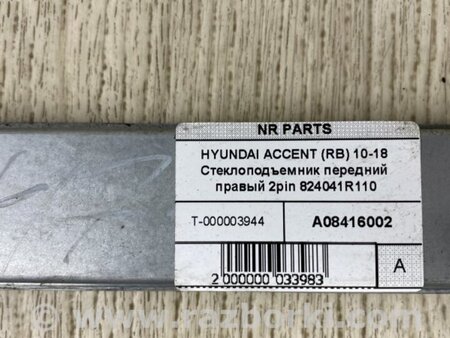 NR PARTS
HYUNDAI ACCENT (RB) 10-18
Стеклоподъемник передний
правый 2pin 824041R110
T-000003944
A08416002
2 000000 033983
A
www.razborki.com